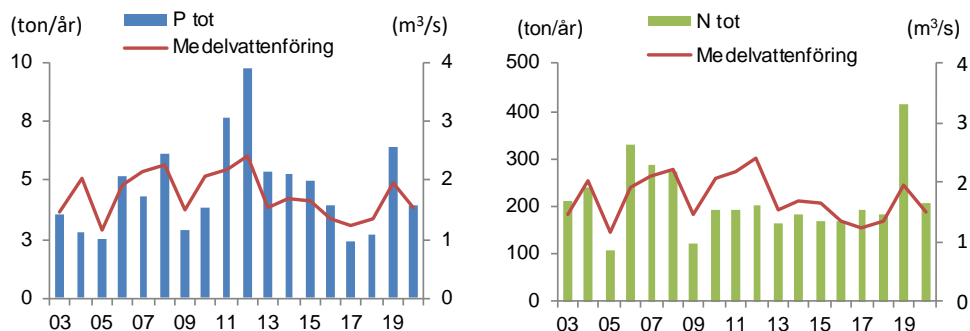 (ton/år) P tot (m³/s)
Medelvattenföring
10 4
8 3
5 2
3 1
0 0
03 05 07 09 11 13 15 17 19
(ton/år) N tot (m³/s)
Medelvattenföring
500 4
400 3
300
200 2
100 1
0 0
03 05 07 09 11 13 15 17 19